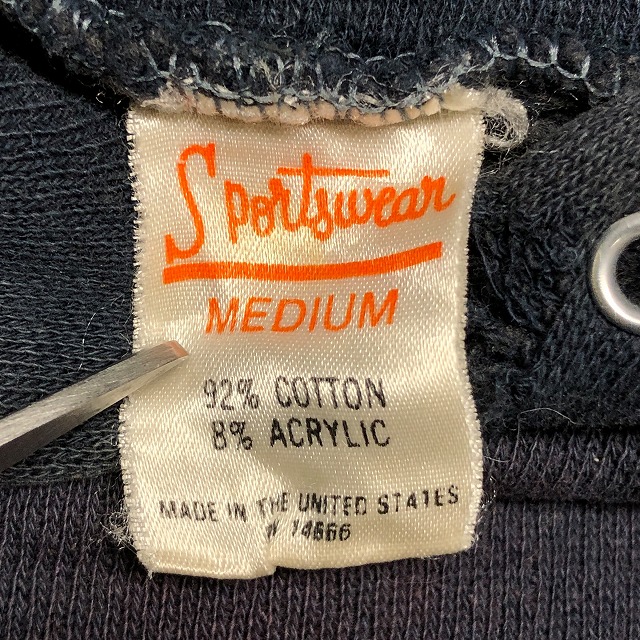 Sportswear
MEDIUM
92% COTTON
8% ACRYLIC
MADE IN THE UNITED STATES
# 14666